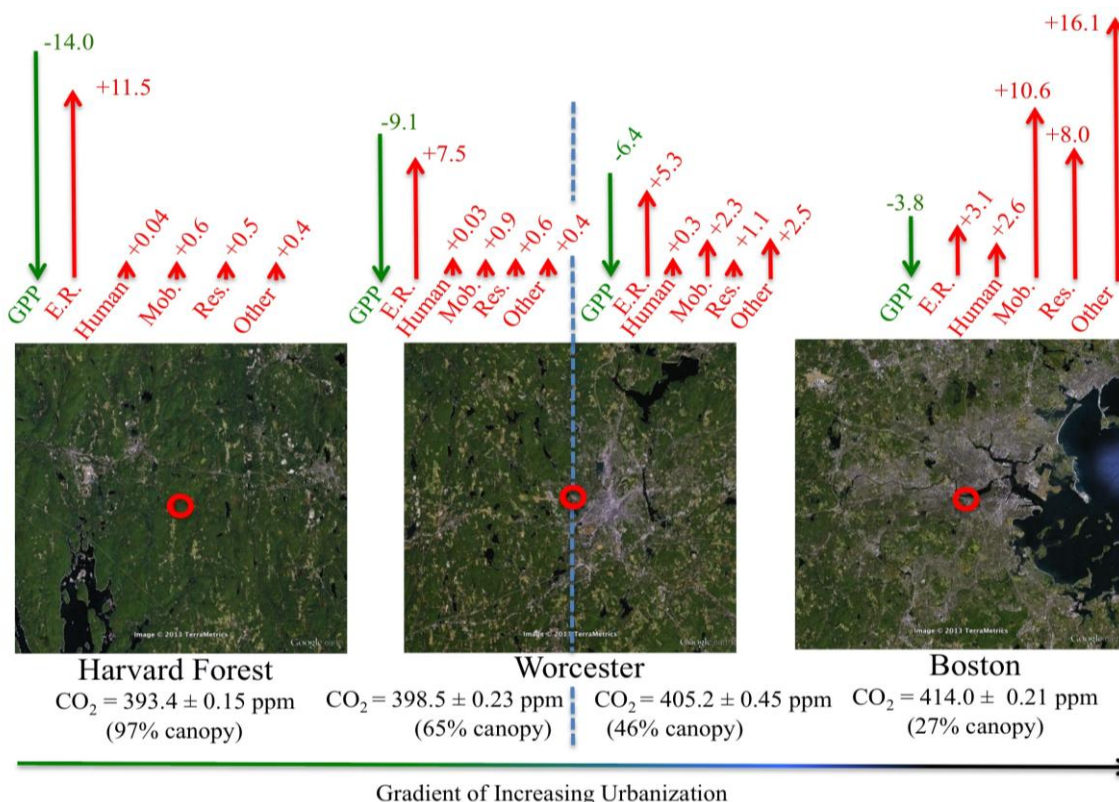 -14.0
+11.5
+0.04
+0.6
+0.5
+0.4
GPP
E.R.
Human
Mob.
Res.
Other
-9.1
+7.5
+0.03
+0.9
+0.6
+0.4
GPP
E.R.
Human
Mob.
Res.
Other
-6.4
+5.3
+0.3
+2.3
+1.1
+2.5
GPP
E.R.
Human
Mob.
Res.
Other
-3.8
+3.1
+2.6
+10.6
+8.0
+16.1
GPP
E.R.
Human
Mob.
Res.
Other
Image © 2013 TerraMetrics
Google
Image © 2013 TerraMetrics
Google
Image © 2013 TerraMetrics
Google
Harvard Forest
CO₂ = 393.4 ± 0.15 ppm
(97% canopy)
Worcester
CO₂ = 398.5 ± 0.23 ppm
(65% canopy)
CO₂ = 405.2 ± 0.45 ppm
(46% canopy)
Boston
CO₂ = 414.0 ± 0.21 ppm
(27% canopy)
Gradient of Increasing Urbanization